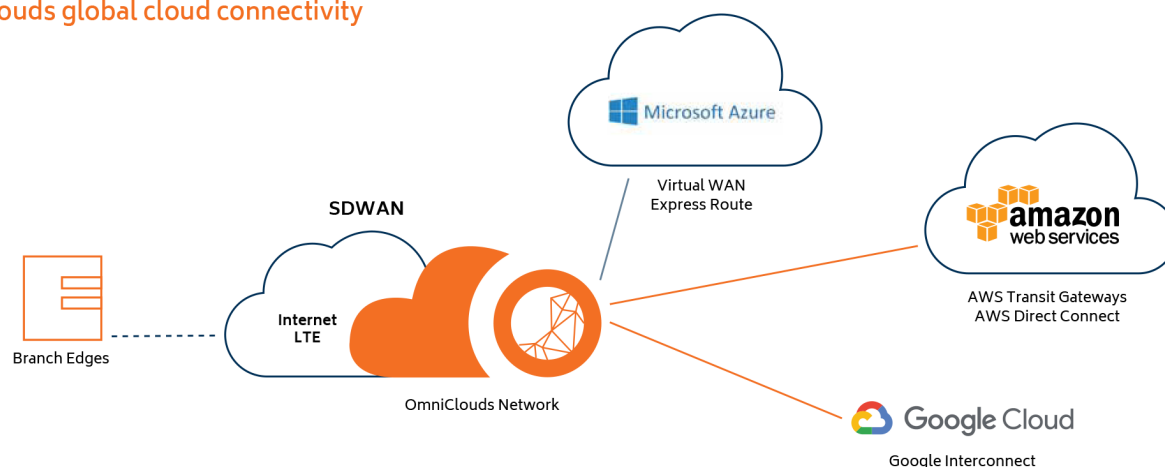 louds global cloud connectivity
Microsoft Azure
Virtual WAN
Express Route
SDWAN
amazon
web services
AWS Transit Gateways
AWS Direct Connect
Internet
LTE
Branch Edges
OmniClouds Network
Google Cloud
Google Interconnect